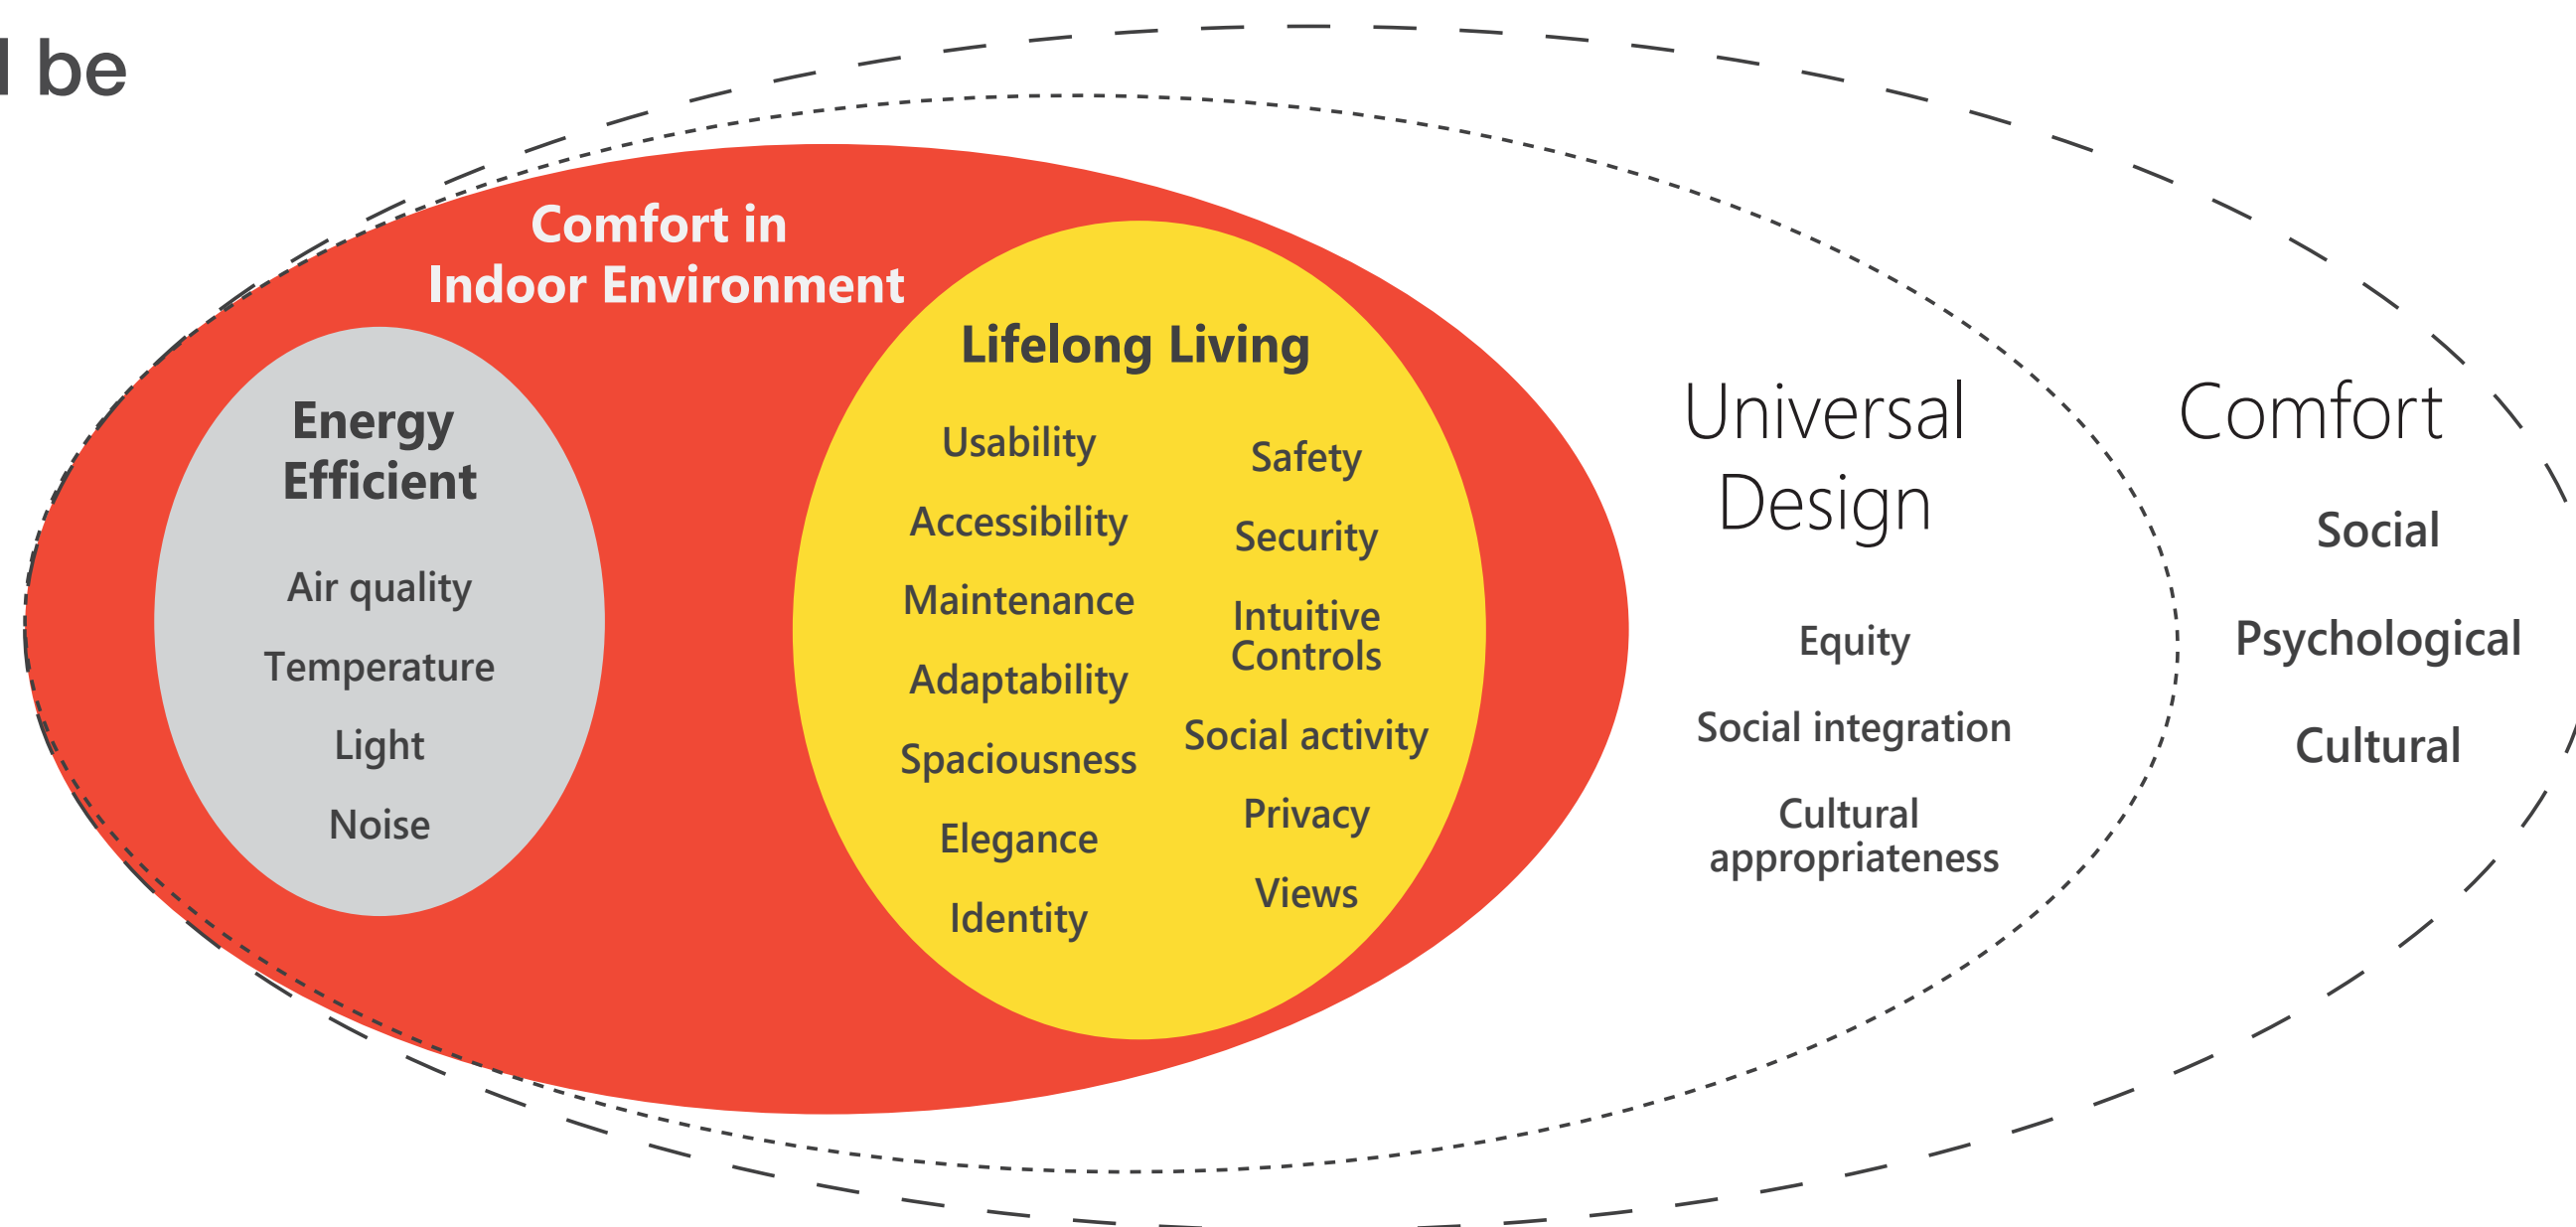 be
Comfort in
Indoor Environment
Energy
Efficient
Air quality
Temperature
Light
Noise
Lifelong Living
Usability
Accessibility
Maintenance
Adaptability
Spaciousness
Elegance
Identity
Safety
Security
Intuitive
Controls
Social activity
Privacy
Views
Universal
Design
Equity
Social integration
Cultural
appropriateness
Comfort
Social
Psychological
Cultural